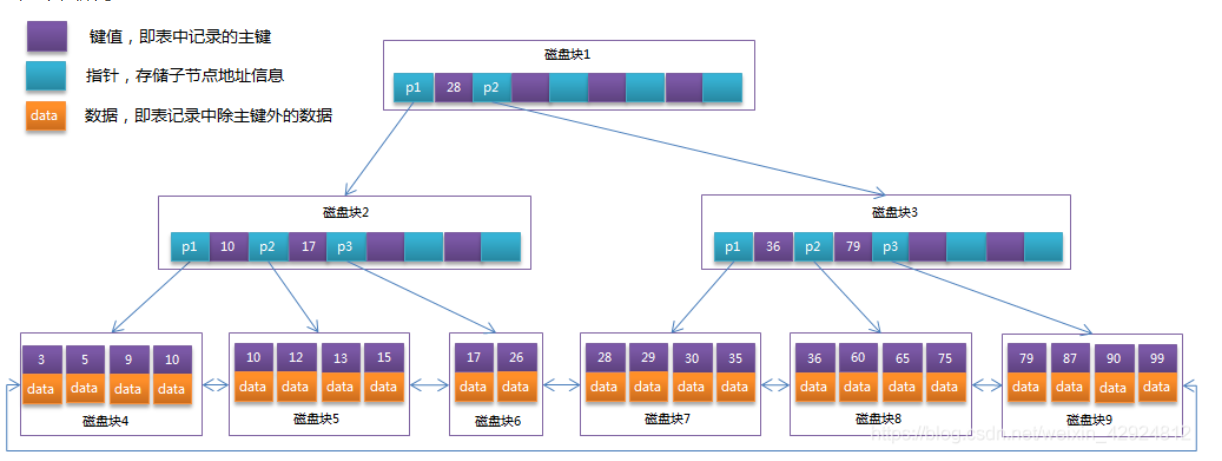 键值，即表中记录的主键
指针，存储子节点地址信息
data 数据，即表记录中除主键外的数据
磁盘块1
p1 28 p2
磁盘块2
p1 10 p2 17 p3
磁盘块3
p1 36 p2 79 p3
3 5 9 10
data data data data
磁盘块4
10 12 13 15
data data data data
磁盘块5
17 26
data data
磁盘块6
28 29 30 35
data data data data
磁盘块7
36 60 65 75
data data data data
磁盘块8
79 87 90 99
data data data data
磁盘块9
https://blog.csdn.net/weixin_42924812